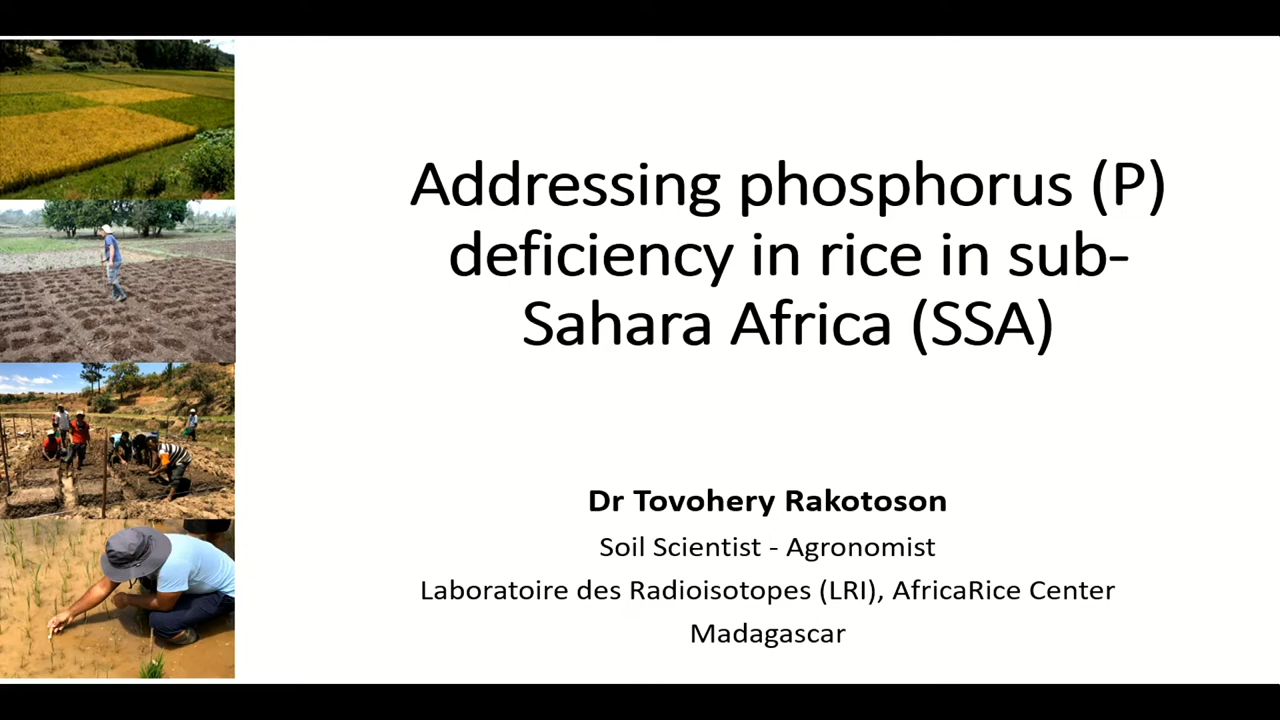 Addressing phosphorus (P)
deficiency in rice in sub-
Sahara Africa (SSA)
Dr Tovohery Rakotoson
Soil Scientist - Agronomist
Laboratoire des Radioisotopes (LRI), AfricaRice Center
Madagascar